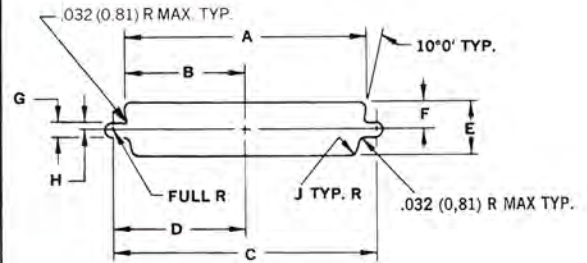 .032 (0.81) R MAX. TYP.
A
10°0' TYP.
B
G
F
E
H
FULL R
J TYP. R
.032 (0,81) R MAX TYP.
D
C